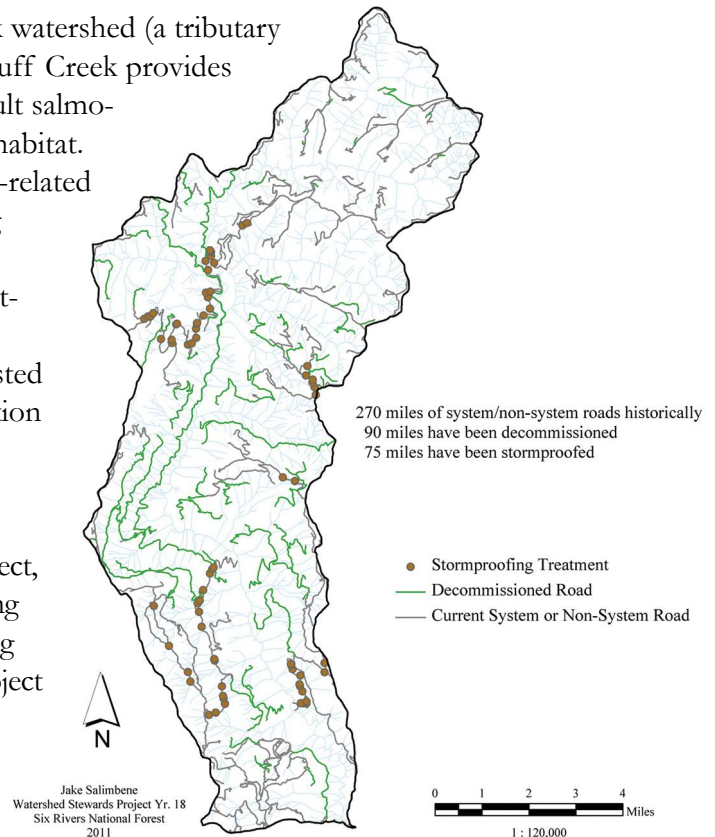 k watershed (a tributary
uff Creek provides
ult salmo-
habitat.
-related
g
t-
sted
tion
ect,
ng
g
ject
270 miles of system/non-system roads historically
90 miles have been decommissioned
75 miles have been stormproofed
Stormproofing Treatment
Decommissioned Road
Current System or Non-System Road
N
Jake Salimbene
Watershed Stewards Project Yr. 18
Six Rivers National Forest
2011
0 1 2 3 4
Miles
1 : 120,000